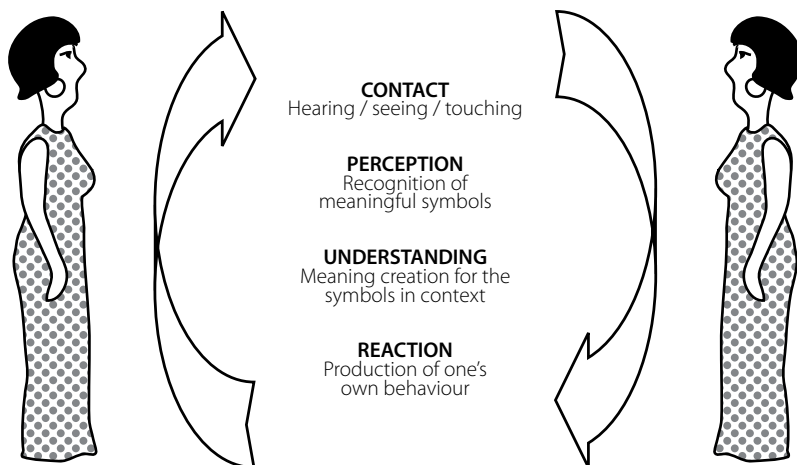 CONTACT
Hearing / seeing / touching
PERCEPTION
Recognition of
meaningful symbols
UNDERSTANDING
Meaning creation for the
symbols in context
REACTION
Production of one’s
own behaviour